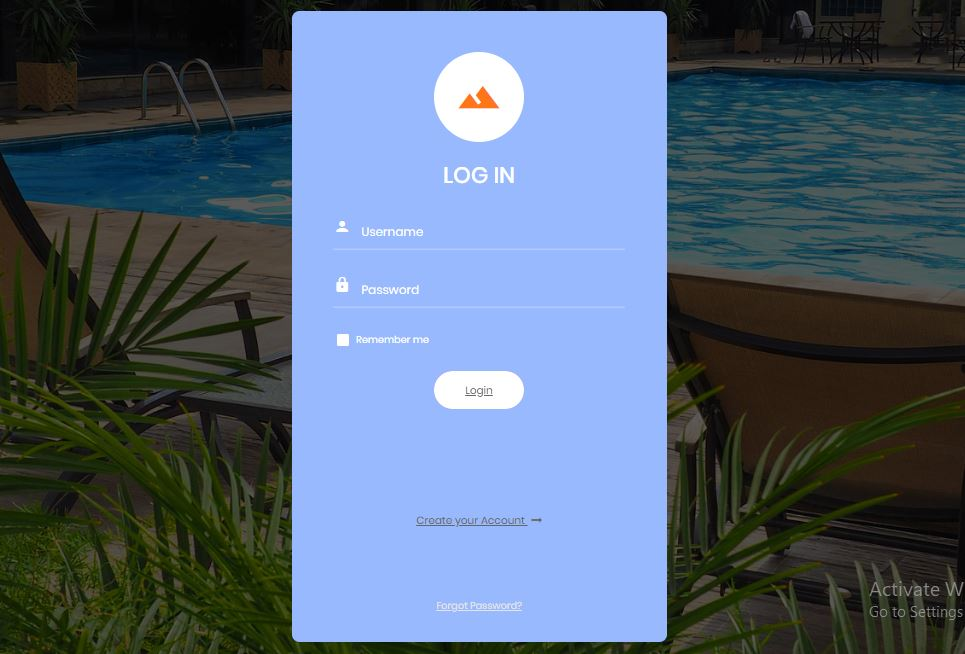 LOG IN
Username
Password
Remember me
Login
Create your Account
Forgot Password?
Activate W
Go to Settings